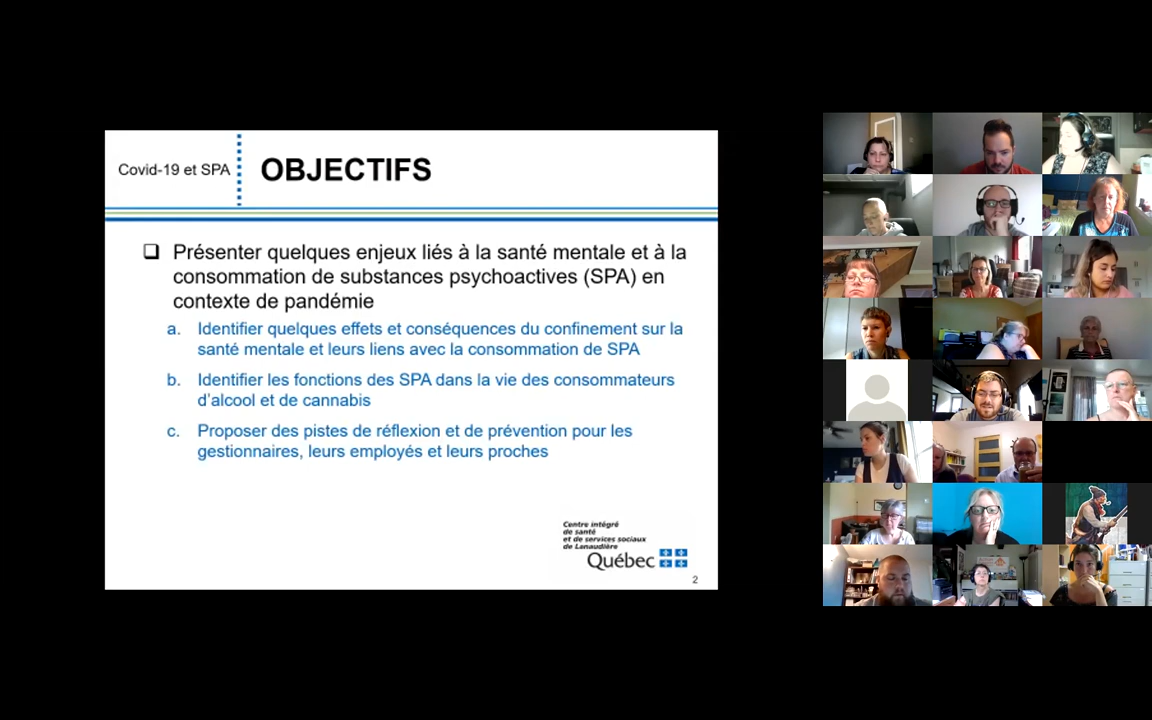 Covid-19 et SPA
OBJECTIFS
❑ Présenter quelques enjeux liés à la santé mentale et à la
consommation de substances psychoactives (SPA) en
contexte de pandémie
a. Identifier quelques effets et conséquences du confinement sur la
santé mentale et leurs liens avec la consommation de SPA
b. Identifier les fonctions des SPA dans la vie des consommateurs
d'alcool et de cannabis
c. Proposer des pistes de réflexion et de prévention pour les
gestionnaires, leurs employés et leurs proches
Centre intégré
de santé
et de services sociaux
de Lanaudière
Québec
2